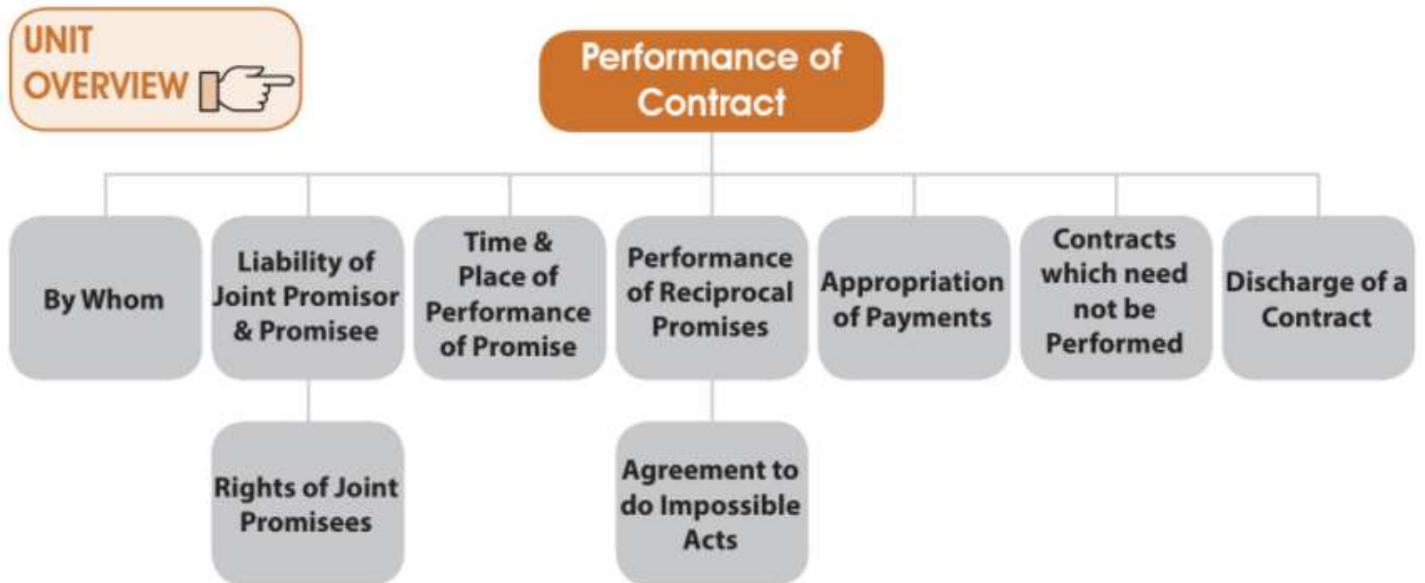 UNIT
OVERVIEW
Performance of
Contract
By Whom
Liability of
Joint Promisor
& Promisee
Time &
Place of
Performance
of Promise
Performance
of Reciprocal
Promises
Appropriation
of Payments
Contracts
which need
not be
Performed
Discharge of a
Contract
Rights of Joint
Promisees
Agreement to
do Impossible
Acts